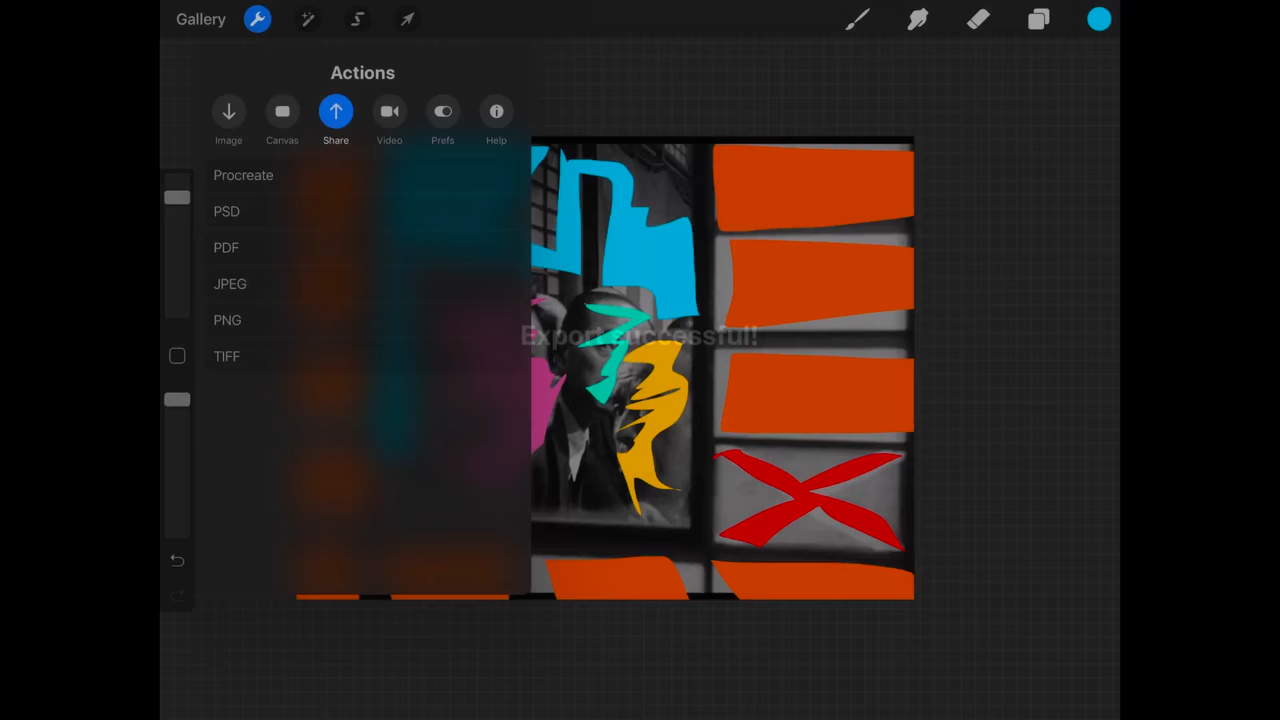 Gallery
Actions
Image Canvas Share Video Prefs Help
Procreate
PSD
PDF
JPEG
PNG
TIFF
Export successful!